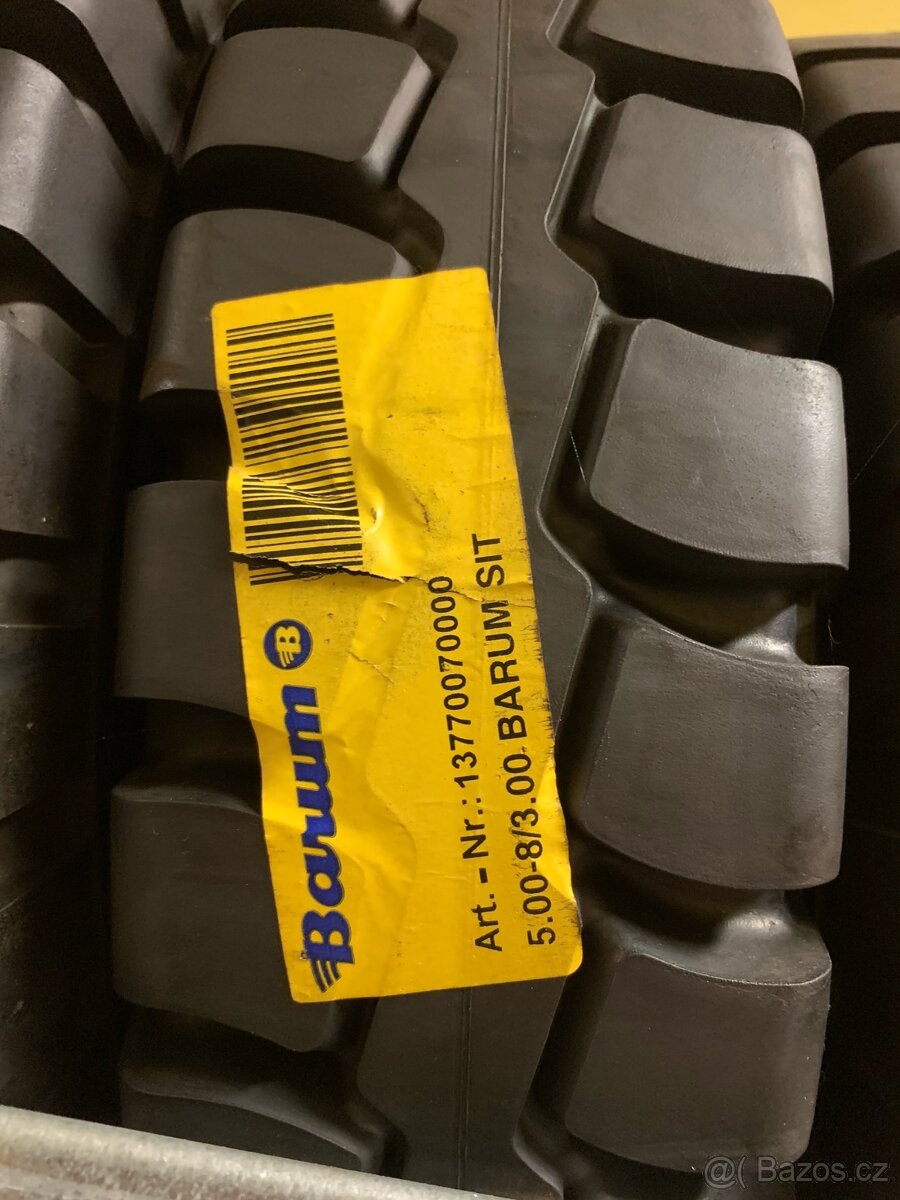 Barum B
Art.-Nr.: 13770070000
5.00-8/3.00 BARUM SIT
@( Bazos.cz